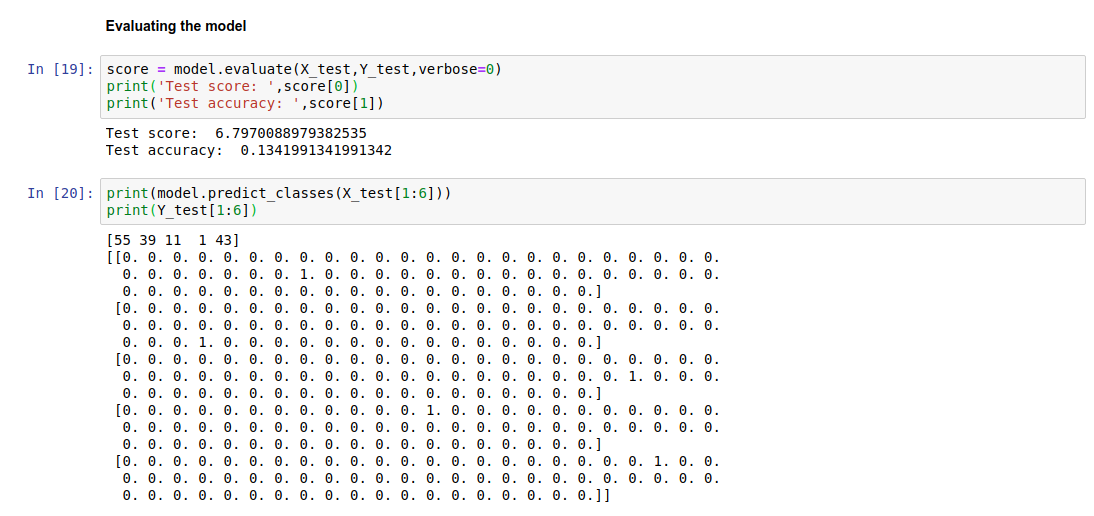 Evaluating the model
In [19]: score = model.evaluate(X_test,Y_test,verbose=0)
print('Test score: ',score[0])
print('Test accuracy: ',score[1])
Test score:  6.7970088979382535
Test accuracy:  0.1341991341991342
In [20]: print(model.predict_classes(X_test[1:6]))
print(Y_test[1:6])
[55 39 11  1 43]
[[0. 0. 0. 0. 0. 0. 0. 0. 0. 0. 0. 0. 0. 0. 0. 0. 0. 0. 0. 0. 0. 0. 0. 0.
0. 0. 0. 0. 0. 0. 0. 1. 0. 0. 0. 0. 0. 0. 0. 0. 0. 0. 0. 0. 0. 0. 0. 0.
0. 0. 0. 0. 0. 0. 0. 0. 0. 0. 0. 0. 0. 0. 0. 0. 0. 0. 0.]
[0. 0. 0. 0. 0. 0. 0. 0. 0. 0. 0. 0. 0. 0. 0. 0. 0. 0. 0. 0. 0. 0. 0. 0.
0. 0. 0. 0. 0. 0. 0. 0. 0. 0. 0. 0. 0. 0. 0. 0. 0. 0. 0. 0. 0. 0. 0. 0.
0. 0. 0. 1. 0. 0. 0. 0. 0. 0. 0. 0. 0. 0. 0. 0. 0. 0. 0.]
[0. 0. 0. 0. 0. 0. 0. 0. 0. 0. 0. 0. 0. 0. 0. 0. 0. 0. 0. 0. 0. 0. 0. 0.
0. 0. 0. 0. 0. 0. 0. 0. 0. 0. 0. 0. 0. 0. 0. 0. 0. 0. 0. 0. 1. 0. 0. 0.
0. 0. 0. 0. 0. 0. 0. 0. 0. 0. 0. 0. 0. 0. 0. 0. 0. 0. 0.]
[0. 0. 0. 0. 0. 0. 0. 0. 0. 0. 0. 0. 1. 0. 0. 0. 0. 0. 0. 0. 0. 0. 0. 0.
0. 0. 0. 0. 0. 0. 0. 0. 0. 0. 0. 0. 0. 0. 0. 0. 0. 0. 0. 0. 0. 0. 0. 0.
0. 0. 0. 0. 0. 0. 0. 0. 0. 0. 0. 0. 0. 0. 0. 0. 0. 0. 0.]
[0. 0. 0. 0. 0. 0. 0. 0. 0. 0. 0. 0. 0. 0. 0. 0. 0. 0. 0. 0. 0. 1. 0. 0.
0. 0. 0. 0. 0. 0. 0. 0. 0. 0. 0. 0. 0. 0. 0. 0. 0. 0. 0. 0. 0. 0. 0. 0.
0. 0. 0. 0. 0. 0. 0. 0. 0. 0. 0. 0. 0. 0. 0. 0. 0. 0. 0.]]